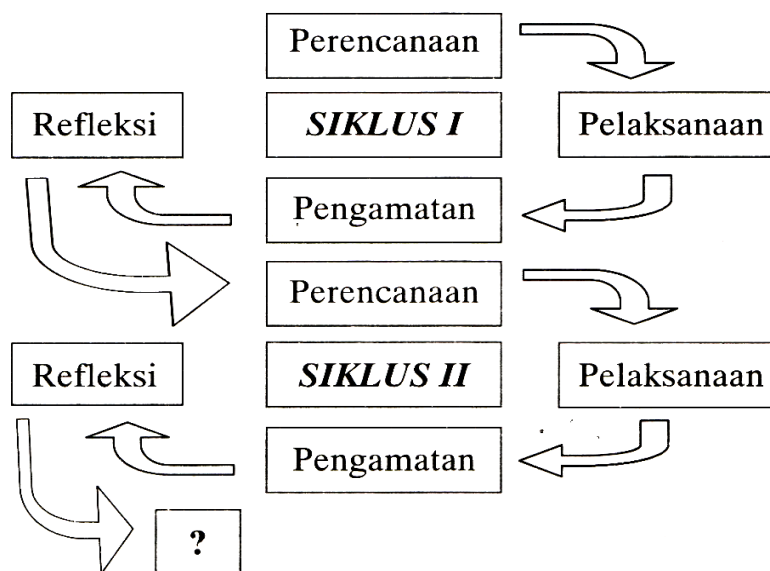 Perencanaan
Refleksi
SIKLUS I
Pelaksanaan
Pengamatan
Perencanaan
Refleksi
SIKLUS II
Pelaksanaan
Pengamatan
?